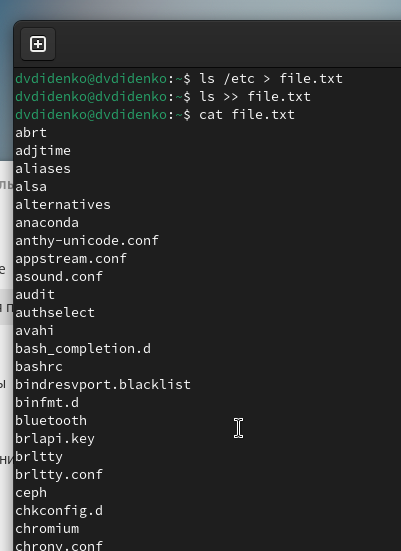 dvdidenko@dvdidenko:~$ ls /etc > file.txt
dvdidenko@dvdidenko:~$ ls >> file.txt
dvdidenko@dvdidenko:~$ cat file.txt
abrt
adjtime
aliases
alsa
alternatives
anaconda
anthy-unicode.conf
appstream.conf
asound.conf
audit
authselect
avahi
bash_completion.d
bashrc
bindresvport.blacklist
binfmt.d
bluetooth
brlapi.key
brltty
brltty.conf
ceph
chkconfig.d
chromium
chrony.conf